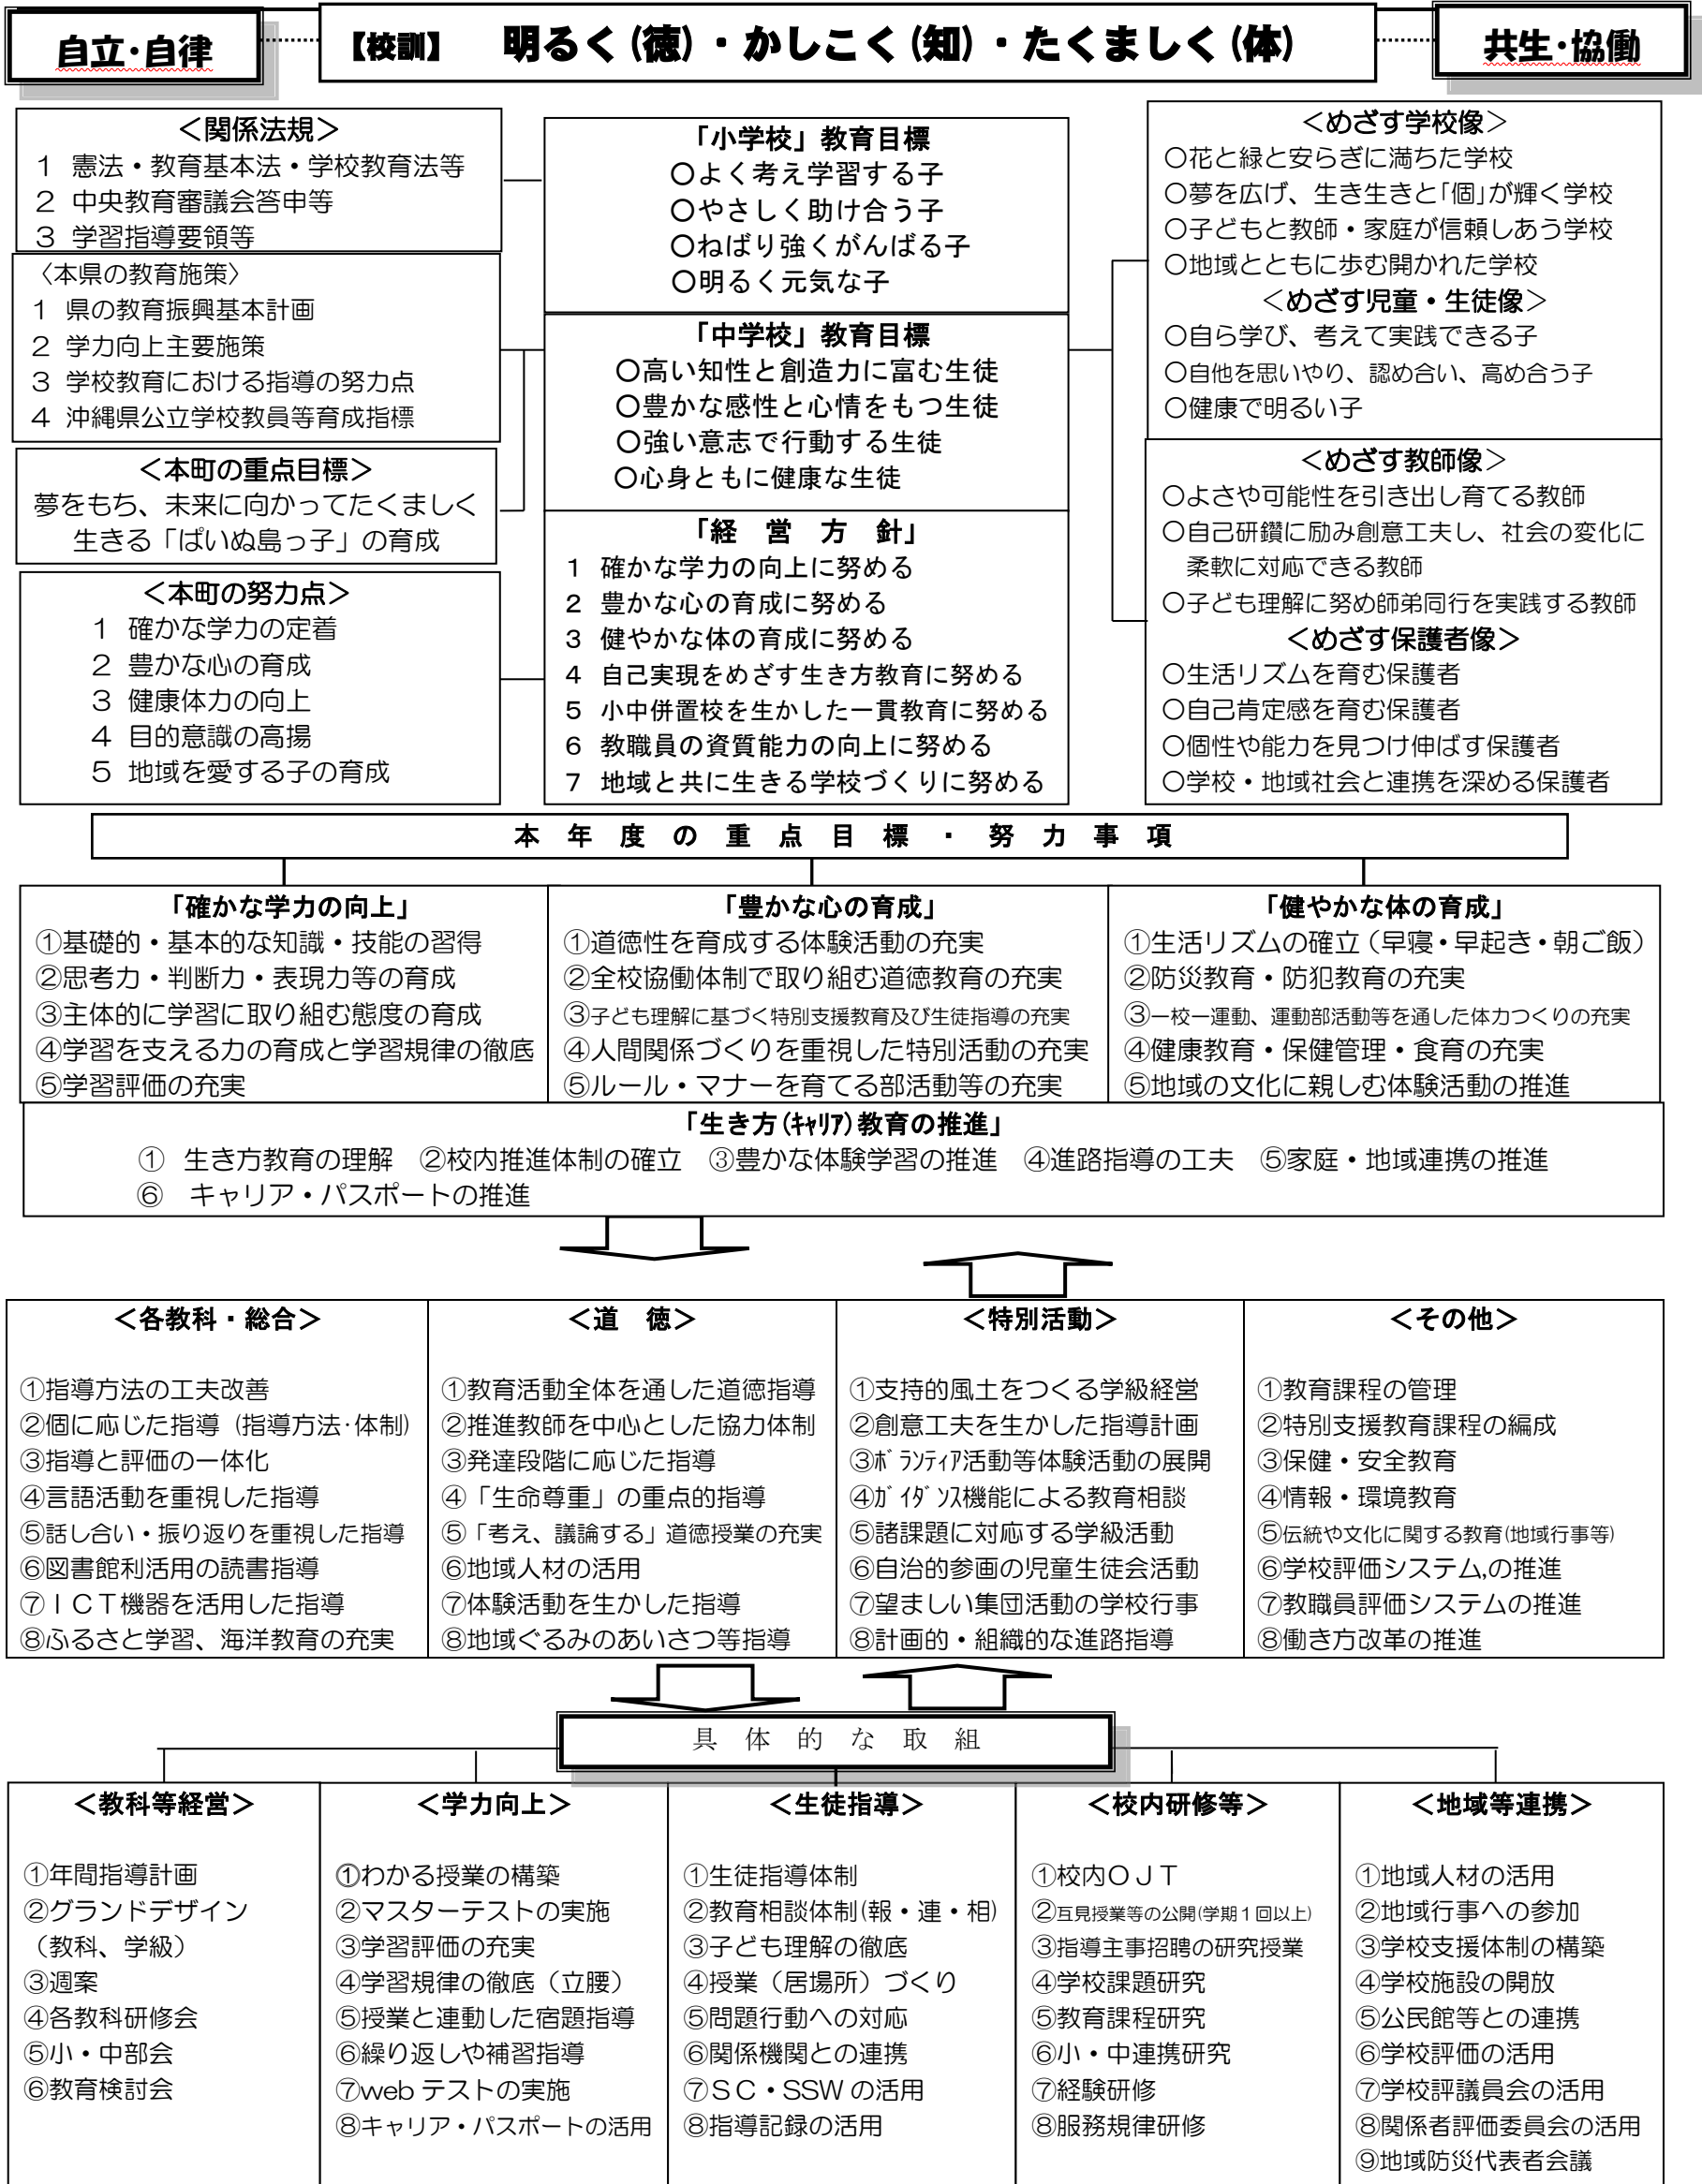 自立・自律
【校訓】 明るく(徳)・かしこく(知)・たくましく(体)
共生・協働
＜関係法規＞
1 憲法・教育基本法・学校教育法等
2 中央教育審議会答申等
3 学習指導要領等
〈本県の教育施策〉
1 県の教育振興基本計画
2 学力向上主要施策
3 学校教育における指導の努力点
4 沖縄県公立学校教員等育成指標
＜本町の重点目標＞
夢をもち、未来に向かってたくましく
生きる「ぱいぬ島っ子」の育成
＜本町の努力点＞
1 確かな学力の定着
2 豊かな心の育成
3 健康体力の向上
4 目的意識の高揚
5 地域を愛する子の育成
「小学校」教育目標
○よく考え学習する子
○やさしく助け合う子
○ねばり強くがんばる子
○明るく元気な子
「中学校」教育目標
○高い知性と創造力に富む生徒
○豊かな感性と心情をもつ生徒
○強い意志で行動する生徒
○心身ともに健康な生徒
「経 営 方 針」
1 確かな学力の向上に努める
2 豊かな心の育成に努める
3 健やかな体の育成に努める
4 自己実現をめざす生き方教育に努める
5 小中併置校を生かした一貫教育に努める
6 教職員の資質能力の向上に努める
7 地域と共に生きる学校づくりに努める
＜めざす学校像＞
○花と緑と安らぎに満ちた学校
○夢を広げ、生き生きと「個」が輝く学校
○子どもと教師・家庭が信頼しあう学校
○地域とともに歩む開かれた学校
＜めざす児童・生徒像＞
○自ら学び、考えて実践できる子
○自他を思いやり、認め合い、高め合う子
○健康で明るい子
＜めざす教師像＞
○よさや可能性を引き出し育てる教師
○自己研鑽に励み創意工夫し、社会の変化に
柔軟に対応できる教師
○子ども理解に努め師弟同行を実践する教師
＜めざす保護者像＞
○生活リズムを育む保護者
○自己肯定感を育む保護者
○個性や能力を見つけ伸ばす保護者
○学校・地域社会と連携を深める保護者
本 年 度 の 重 点 目 標 ・ 努 力 事 項
「確かな学力の向上」
①基礎的・基本的な知識・技能の習得
②思考力・判断力・表現力等の育成
③主体的に学習に取り組む態度の育成
④学習を支える力の育成と学習規律の徹底
⑤学習評価の充実
「豊かな心の育成」
①道徳性を育成する体験活動の充実
②全校協働体制で取り組む道徳教育の充実
③子ども理解に基づく特別支援教育及び生徒指導の充実
④人間関係づくりを重視した特別活動の充実
⑤ルール・マナーを育てる部活動等の充実
「健やかな体の育成」
①生活リズムの確立（早寝・早起き・朝ご飯）
②防災教育・防犯教育の充実
③一校一運動、運動部活動等を通した体力つくりの充実
④健康教育・保健管理・食育の充実
⑤地域の文化に親しむ体験活動の推進
「生き方(ｷｬﾘｱ)教育の推進」
① 生き方教育の理解 ②校内推進体制の確立 ③豊かな体験学習の推進 ④進路指導の工夫 ⑤家庭・地域連携の推進
⑥ キャリア・パスポートの推進
＜各教科・総合＞
①指導方法の工夫改善
②個に応じた指導（指導方法・体制）
③指導と評価の一体化
④言語活動を重視した指導
⑤話し合い・振り返りを重視した指導
⑥図書館利活用の読書指導
⑦ＩＣＴ機器を活用した指導
⑧ふるさと学習、海洋教育の充実
＜道 徳＞
①教育活動全体を通した道徳指導
②推進教師を中心とした協力体制
③発達段階に応じた指導
④「生命尊重」の重点的指導
⑤「考え、議論する」道徳授業の充実
⑥地域人材の活用
⑦体験活動を生かした指導
⑧地域ぐるみのあいさつ等指導
＜特別活動＞
①支持的風土をつくる学級経営
②創意工夫を生かした指導計画
③ﾎﾞﾗﾝﾃｨｱ活動等体験活動の展開
④ｶﾞｲﾀﾞﾝｽ機能による教育相談
⑤諸課題に対応する学級活動
⑥自治的参画の児童生徒会活動
⑦望ましい集団活動の学校行事
⑧計画的・組織的な進路指導
＜その他＞
①教育課程の管理
②特別支援教育課程の編成
③保健・安全教育
④情報・環境教育
⑤伝統や文化に関する教育(地域行事等)
⑥学校評価システム,の推進
⑦教職員評価システムの推進
⑧働き方改革の推進
具 体 的 な 取 組
＜教科等経営＞
①年間指導計画
②グランドデザイン
（教科、学級）
③週案
④各教科研修会
⑤小・中部会
⑥教育検討会
＜学力向上＞
①わかる授業の構築
②マスターテストの実施
③学習評価の充実
④学習規律の徹底（立腰）
⑤授業と連動した宿題指導
⑥繰り返しや補習指導
⑦web テストの実施
⑧キャリア・パスポートの活用
＜生徒指導＞
①生徒指導体制
②教育相談体制(報・連・相)
③子ども理解の徹底
④授業（居場所）づくり
⑤問題行動への対応
⑥関係機関との連携
⑦ＳＣ・SSW の活用
⑧指導記録の活用
＜校内研修等＞
①校内ＯＪＴ
②互見授業等の公開(学期１回以上)
③指導主事招聘の研究授業
④学校課題研究
⑤教育課程研究
⑥小・中連携研究
⑦経験研修
⑧服務規律研修
＜地域等連携＞
①地域人材の活用
②地域行事への参加
③学校支援体制の構築
④学校施設の開放
⑤公民館等との連携
⑥学校評価の活用
⑦学校評議員会の活用
⑧関係者評価委員会の活用
⑨地域防災代表者会議